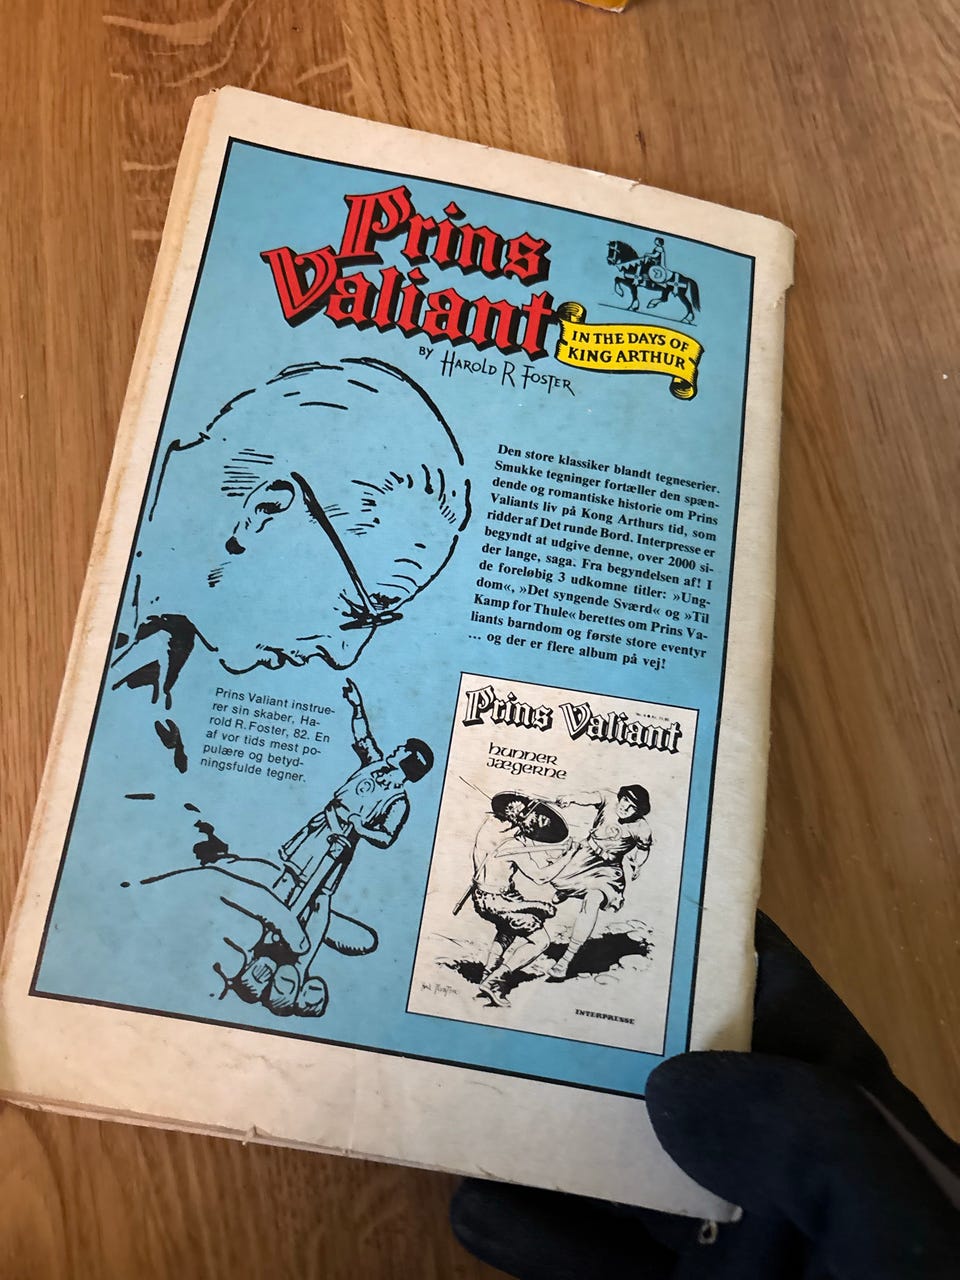 Prins
Valiant
IN THE DAYS OF
KING ARTHUR
BY HAROLD R FOSTER
Den store klassiker blandt tegneserier.
Smukke tegninger fortæller den spæn-
dende og romantiske historie om Prins
Valiants liv på Kong Arthurs tid, som
ridder af Det runde Bord. Interpresse er
begyndt at udgive denne, over 2000 si-
der lange, saga. Fra begyndelsen af! I
de foreløbig 3 udkomne titler: »Ung-
dom«, »Det syngende Sværd« og »Til
Kamp for Thule« berettes om Prins Va-
liants barndom og første store eventyr
... og der er flere album på vej!
Prins Valiant instrue-
rer sin skaber, Ha-
rold R. Foster, 82. En
af vor tids mest po-
pulære og betyd-
ningsfulde tegner.
Prins Valiant
hunner
jægerne
INTERPRESSE